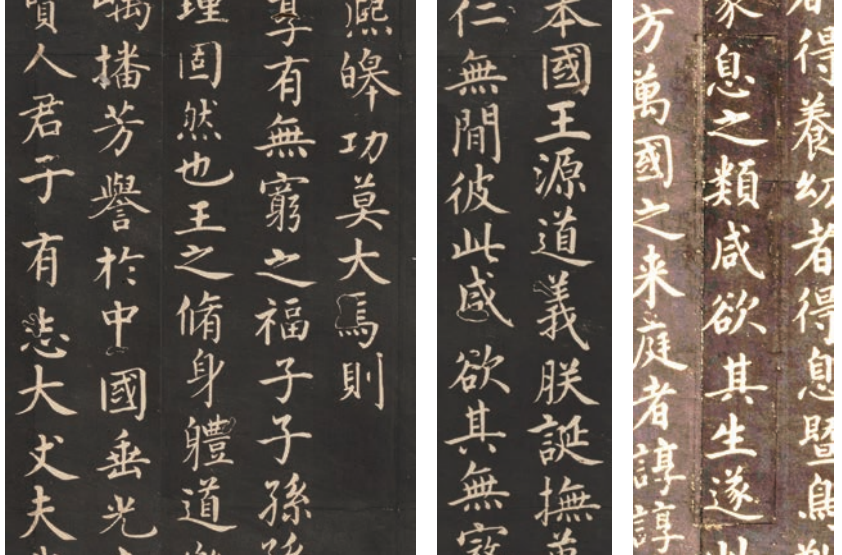 得養幼者得息暨鳥
息之類咸欲其生遂
方萬國之来庭者諄諄
本國王源道義朕誕撫
仁無間彼此咸欲其無
熙皞功莫大焉則
享有無窮之福子子孫
理固然也王之脩身體道
播芳譽於中國垂光
人君子有志大丈夫